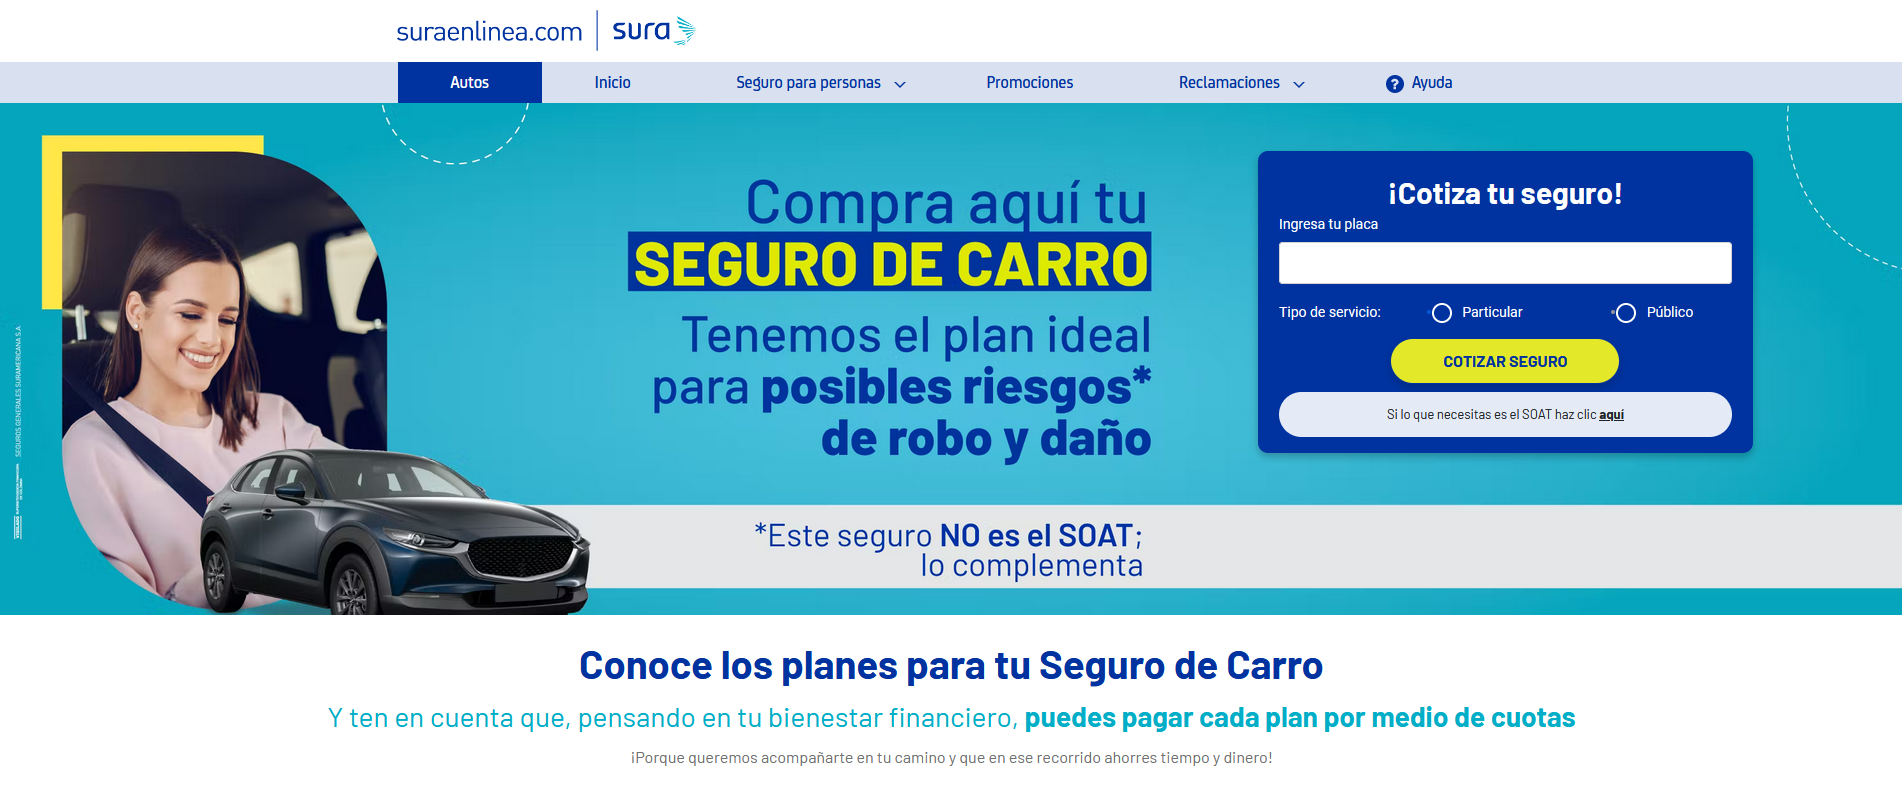 suraenlinea.com
sura
Autos
Inicio
Seguro para personas
Promociones
Reclamaciones
? Ayuda
Compra aquí tu
SEGURO DE CARRO
Tenemos el plan ideal
para posibles riesgos*
de robo y daño
*Este seguro NO es el SOAT;
lo complementa
¡Cotiza tu seguro!
Ingresa tu placa
Tipo de servicio:
Particular
Público
COTIZAR SEGURO
Si lo que necesitas es el SOAT haz clic aquí
SEGUROS GENERALES SURAMERICANA S.A.
VIGILADO
Conoce los planes para tu Seguro de Carro
Y ten en cuenta que, pensando en tu bienestar financiero, puedes pagar cada plan por medio de cuotas
¡Porque queremos acompañarte en tu camino y que en ese recorrido ahorres tiempo y dinero!